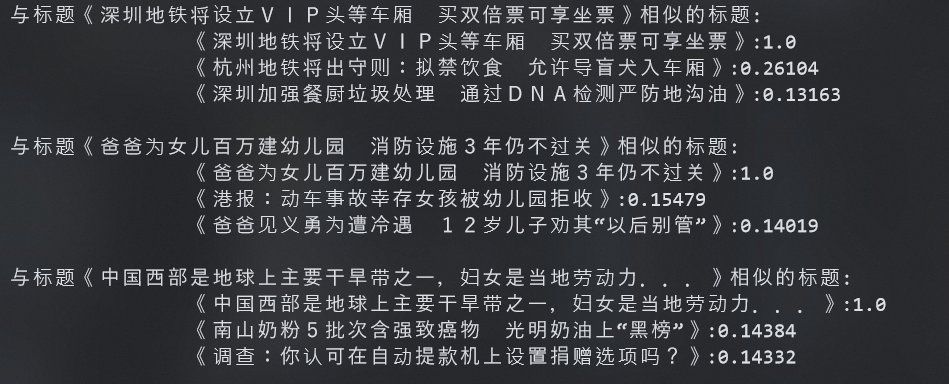 与标题《深圳地铁将设立VIP头等车厢　买双倍票可享坐票》相似的标题:
《深圳地铁将设立VIP头等车厢　买双倍票可享坐票》:1.0
《杭州地铁将出守则：拟禁饮食　允许导盲犬入车厢》:0.26104
《深圳加强餐厨垃圾处理　通过DNA检测严防地沟油》:0.13163
与标题《爸爸为女儿百万建幼儿园　消防设施3年仍不过关》相似的标题:
《爸爸为女儿百万建幼儿园　消防设施3年仍不过关》:1.0
《港报：动车事故幸存女孩被幼儿园拒收》:0.15479
《爸爸见义勇为遭冷遇　12岁儿子劝其“以后别管”》:0.14019
与标题《中国西部是地球上主要干旱带之一，妇女是当地劳动力．．．》相似的标题:
《中国西部是地球上主要干旱带之一，妇女是当地劳动力．．．》:1.0
《南山奶粉5批次含强致癌物　光明奶油上“黑榜”》:0.14384
《调查：你认可在自动提款机上设置捐赠选项吗？》:0.14332